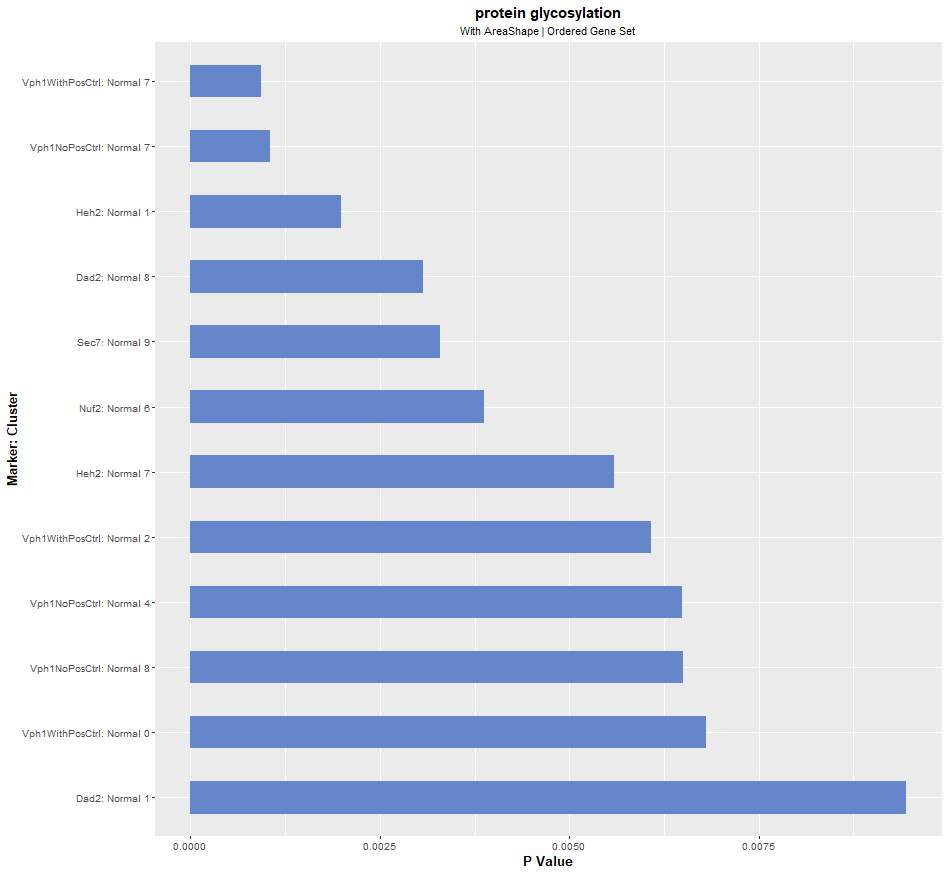 protein glycosylation
With AreaShape | Ordered Gene Set
Vph1WithPosCtrl: Normal 7
Vph1NoPosCtrl: Normal 7
Heh2: Normal 1
Dad2: Normal 8
Sec7: Normal 9
Nuf2: Normal 6
Heh2: Normal 7
Vph1WithPosCtrl: Normal 2
Vph1NoPosCtrl: Normal 4
Vph1NoPosCtrl: Normal 8
Vph1WithPosCtrl: Normal 0
Dad2: Normal 1
Marker: Cluster
0.0000 0.0025 0.0050 0.0075
P Value